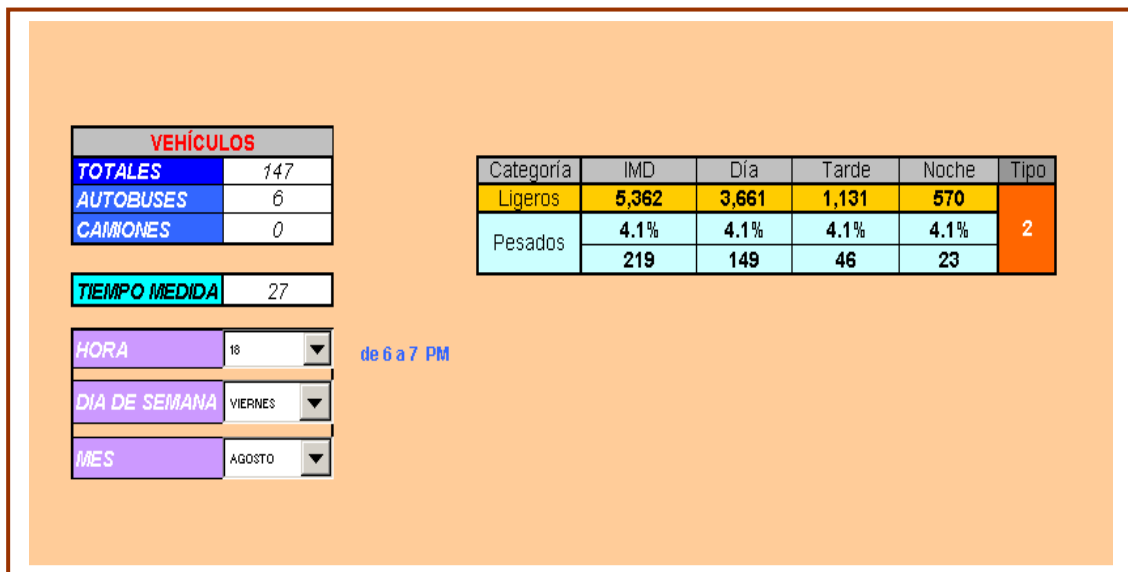 VEHÍCULOS
TOTALES 147
AUTOBUSES 6
CAMIONES 0
TIEMPO MEDIDA 27
HORA 18 de 6 a 7 PM
DIA DE SEMANA VIERNES
MES AGOSTO
Categoría IMD Día Tarde Noche Tipo
Ligeros 5,362 3,661 1,131 570 2
Pesados 4.1% 4.1% 4.1% 4.1%
219 149 46 23